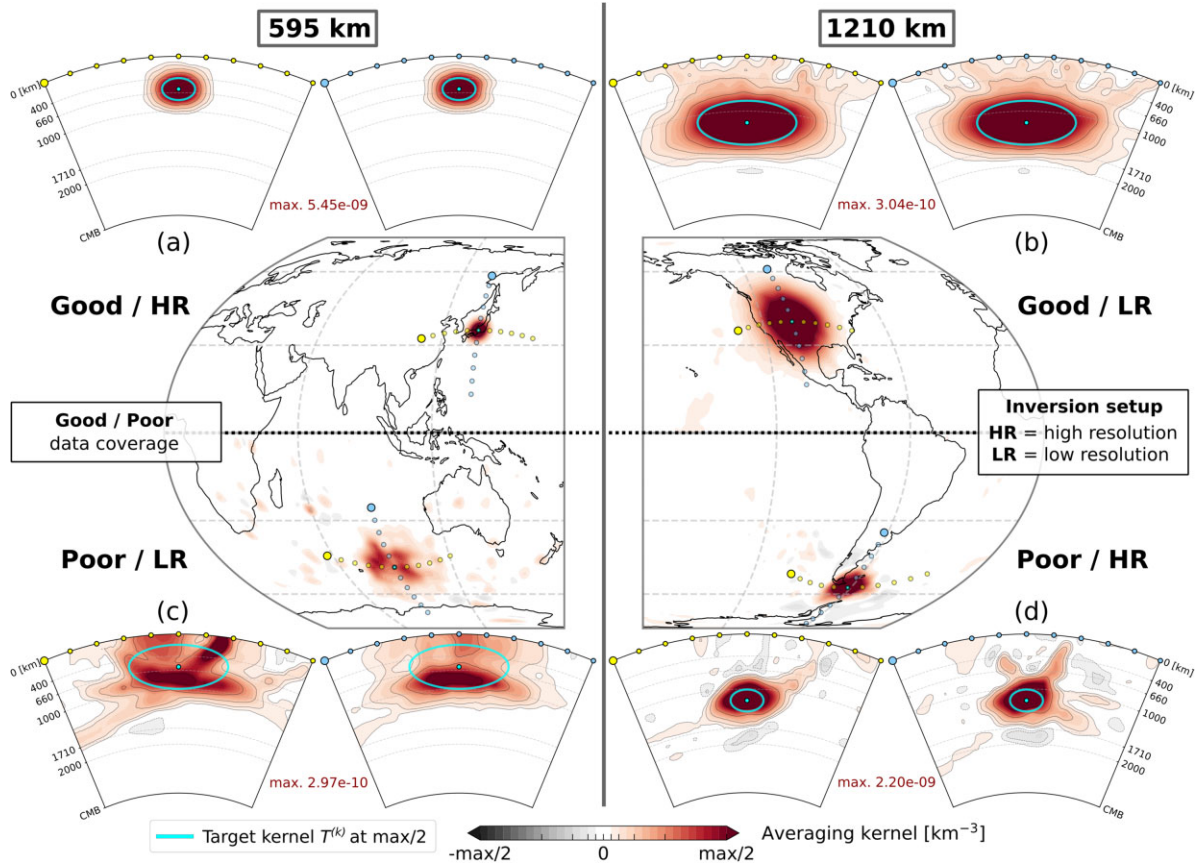 595 km
1210 km
0 [km]
400
660
1000
1710
2000
CMB
max. 5.45e-09
(a)
0 [km]
400
660
1000
1710
2000
CMB
max. 3.04e-10
(b)
Good / HR
Good / LR
Good / Poor
data coverage
Inversion setup
HR = high resolution
LR = low resolution
Poor / LR
Poor / HR
(c)
0 [km]
400
660
1000
1710
2000
CMB
max. 2.97e-10
(d)
0 [km]
400
660
1000
1710
2000
CMB
max. 2.20e-09
Target kernel T^(k) at max/2
-max/2
0
max/2
Averaging kernel [km⁻³]